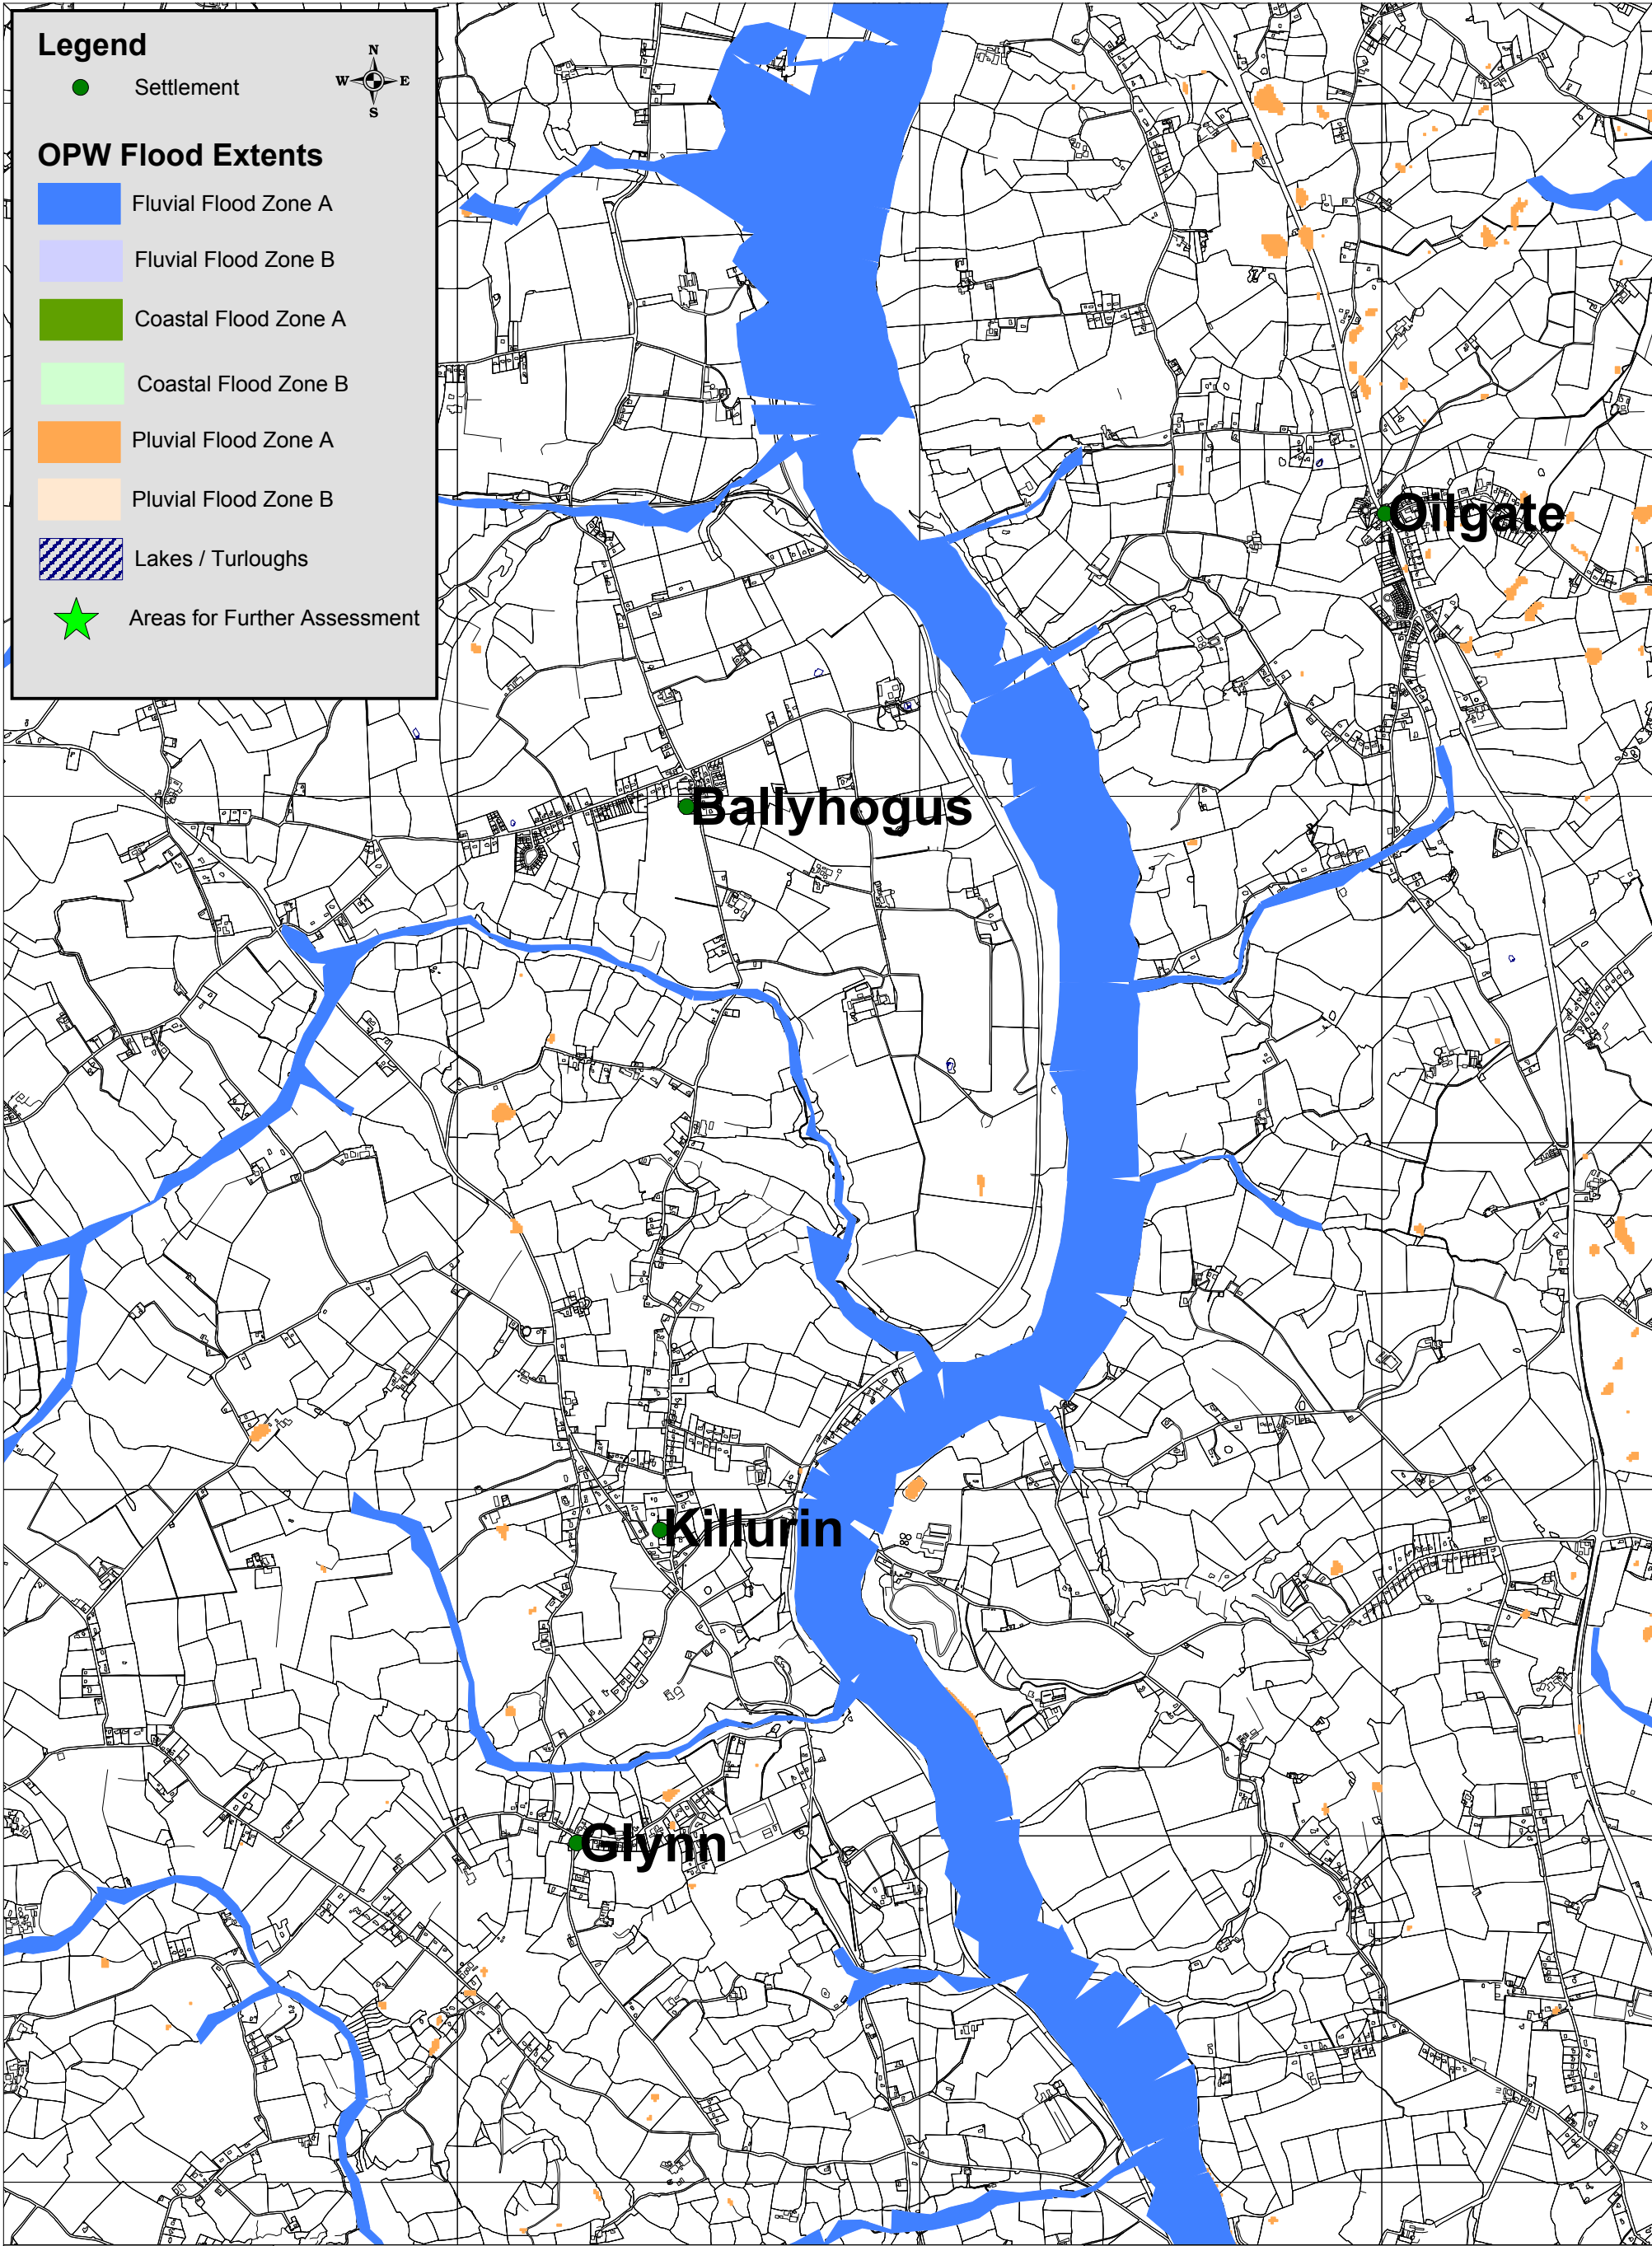 Legend
N
W E
S
Settlement
OPW Flood Extents
Fluvial Flood Zone A
Fluvial Flood Zone B
Coastal Flood Zone A
Coastal Flood Zone B
Pluvial Flood Zone A
Pluvial Flood Zone B
Lakes / Turloughs
Areas for Further Assessment
Oilgate
Ballyhogus
Killurin
Glynn